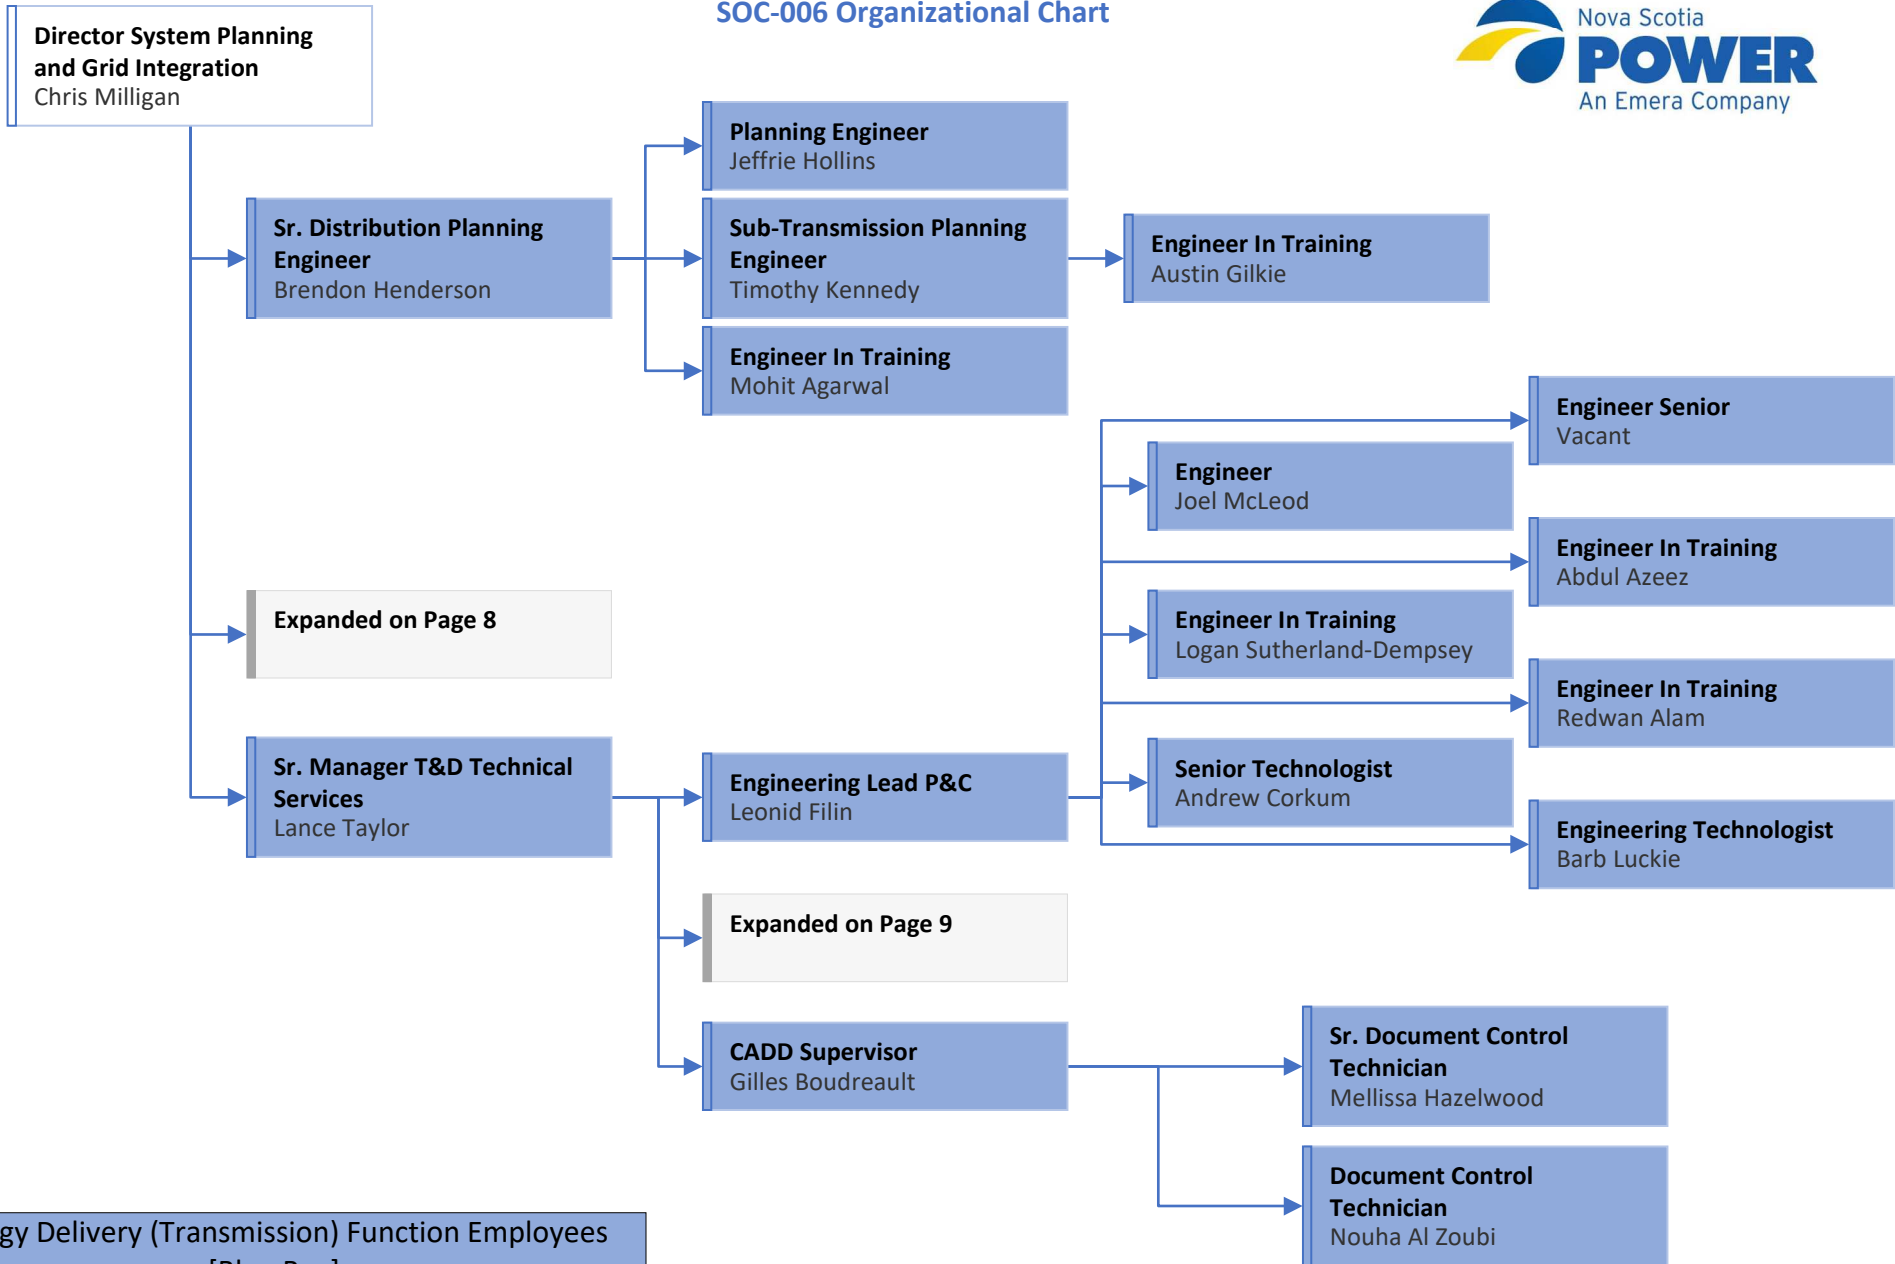 SOC-006 Organizational Chart
Nova Scotia
POWER
An Emera Company
Director System Planning
and Grid Integration
Chris Milligan
Sr. Distribution Planning
Engineer
Brendon Henderson
Planning Engineer
Jeffrie Hollins
Sub-Transmission Planning
Engineer
Timothy Kennedy
Engineer In Training
Austin Gilkie
Engineer In Training
Mohit Agarwal
Expanded on Page 8
Sr. Manager T&D Technical
Services
Lance Taylor
Engineering Lead P&C
Leonid Filin
Engineer Senior
Vacant
Engineer
Joel McLeod
Engineer In Training
Abdul Azeez
Engineer In Training
Logan Sutherland-Dempsey
Engineer In Training
Redwan Alam
Senior Technologist
Andrew Corkum
Engineering Technologist
Barb Luckie
Expanded on Page 9
CADD Supervisor
Gilles Boudreault
Sr. Document Control
Technician
Mellissa Hazelwood
Document Control
Technician
Nouha Al Zoubi
gy Delivery (Transmission) Function Employees